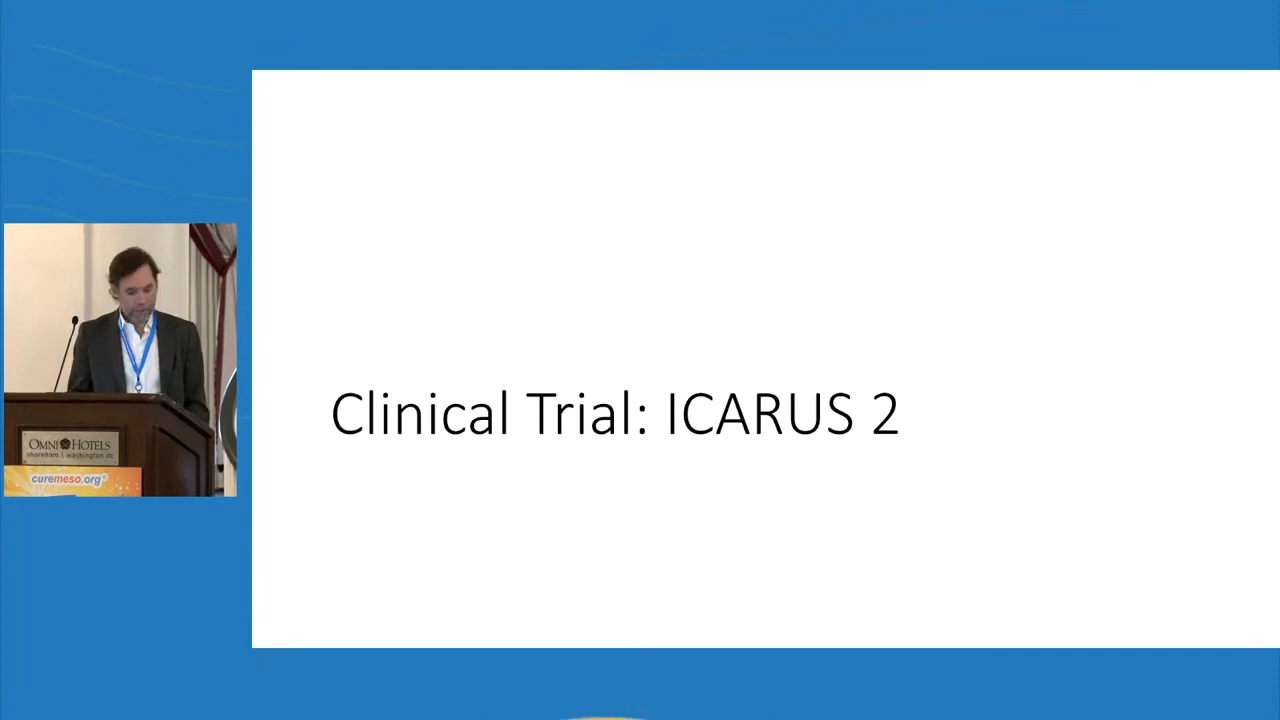 Clinical Trial: ICARUS 2
OMNI HOTELS
shoreham | washington dc
curemeso.org®